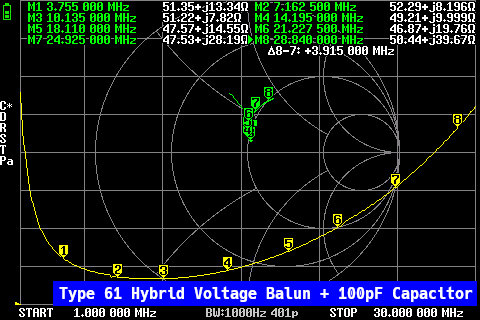 M1 3.755 000 MHz 51.35+j13.34Ω M2 7.162 500 MHz 52.29+j8.196Ω
M3 10.135 000 MHz 51.22+j7.82Ω M4 14.195 000 MHz 49.21+j9.999Ω
M5 18.110 000 MHz 47.57+j14.55Ω M6 21.227 500 MHz 46.87+j19.76Ω
M7 24.925 000 MHz 47.53+j28.19Ω M8-28.840 000 MHz 50.44+j39.67Ω
Δ8-7: +3.915 000 MHz
C*
D
R
S
T
Pa
8
7
6
8
7
6
5
4
3
2
1
Type 61 Hybrid Voltage Balun + 100pF Capacitor
START 1.000 000 MHz BW:1000Hz 401p STOP 30.000 000 MHz